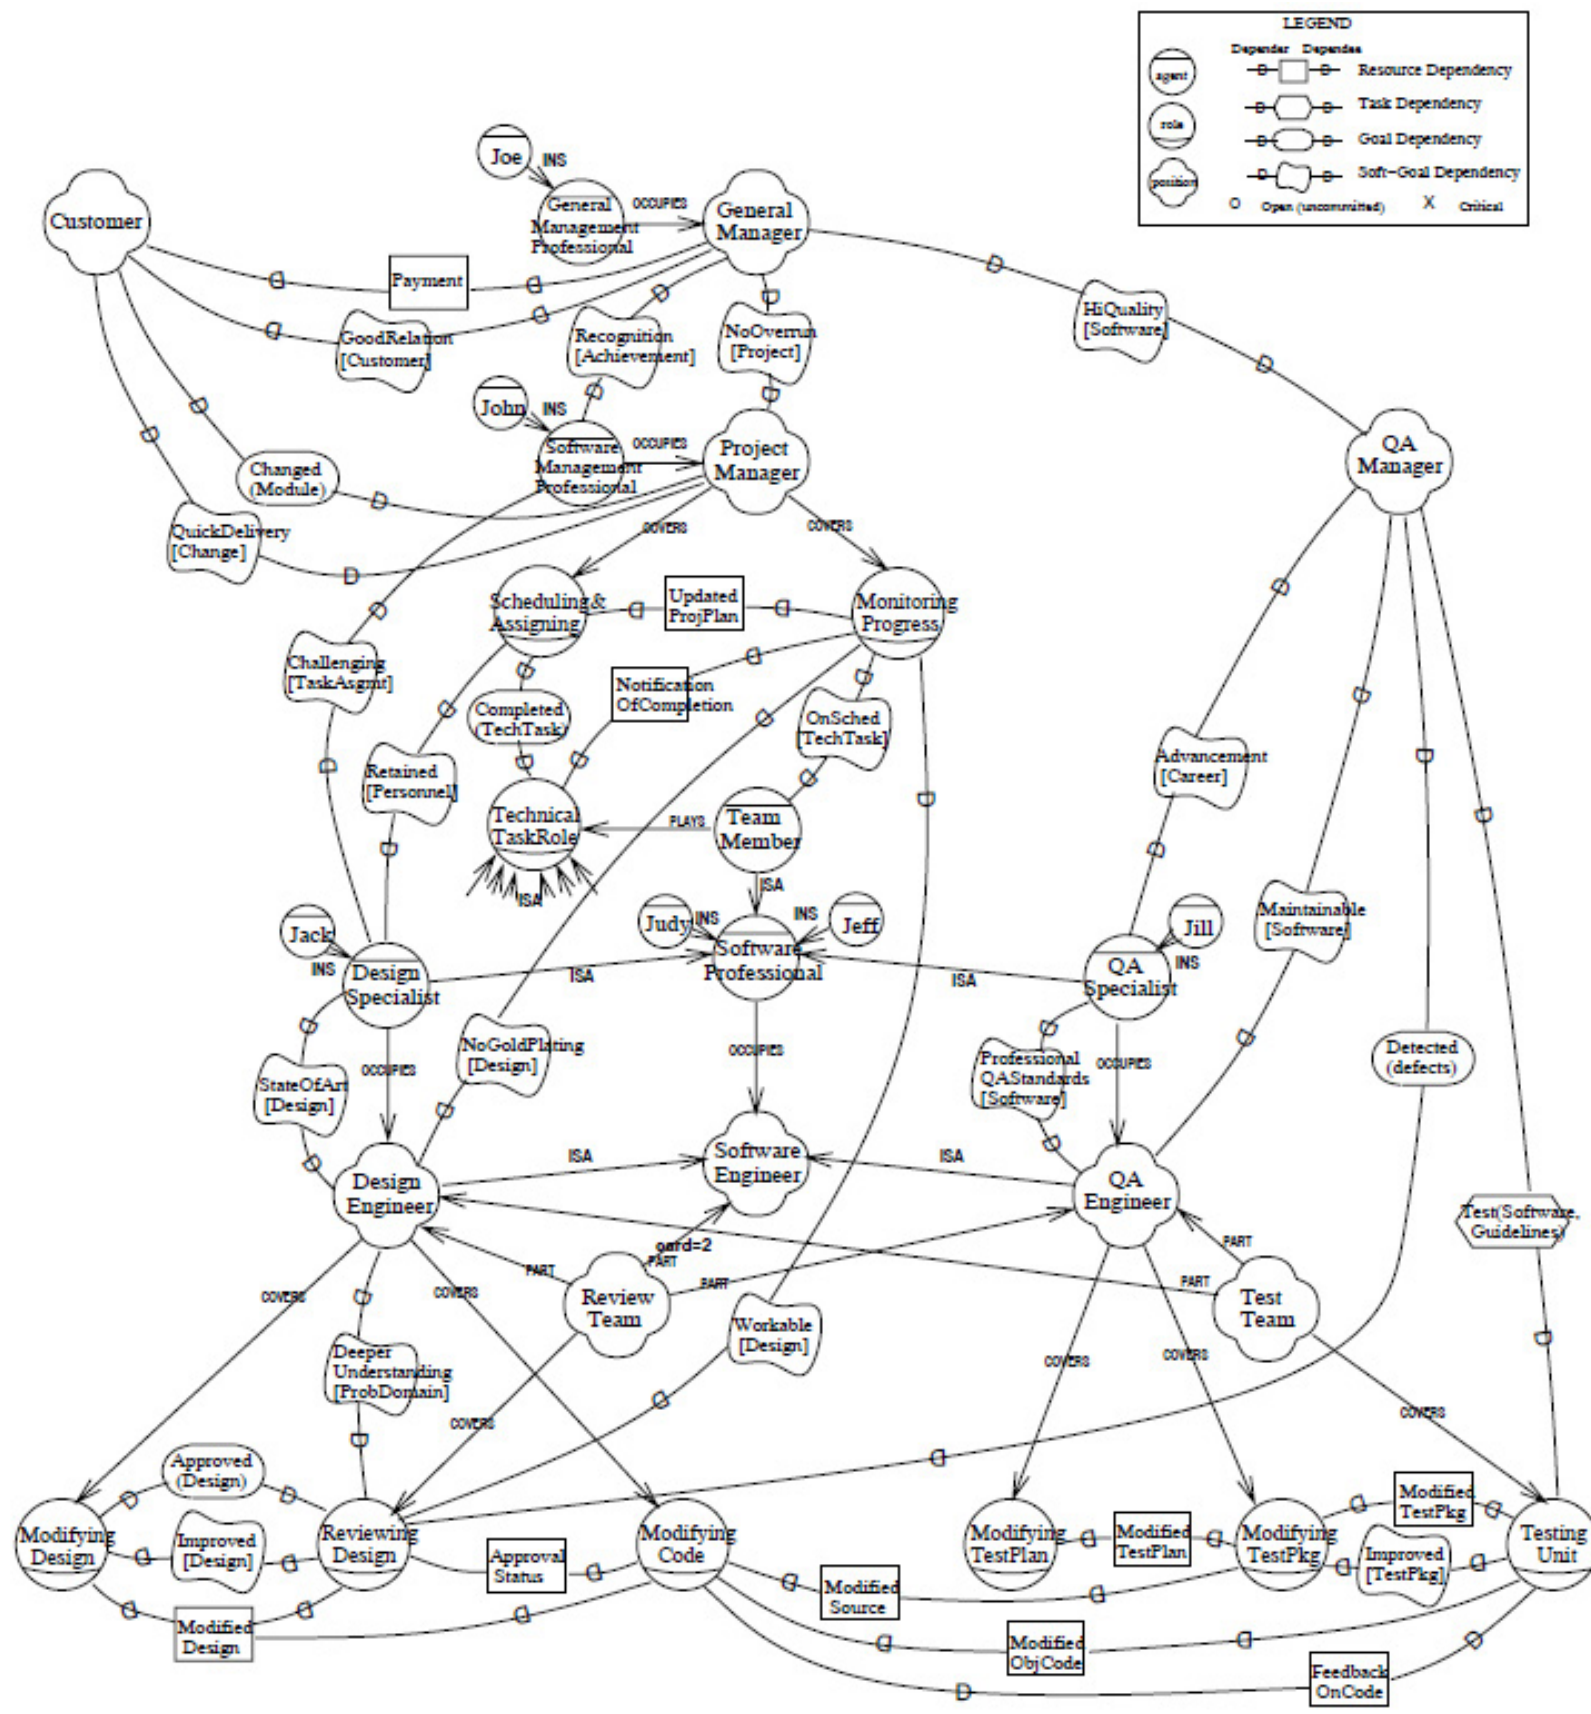 LEGEND
Depender Dependee
agent
Resource Dependency
Task Dependency
role
Goal Dependency
position
Soft-Goal Dependency
O Open (uncommitted) X Critical
Joe
INS
Customer
General
Management
Professional
OCCUPIES
General
Manager
Payment
GoodRelation
[Customer]
Recognition
[Achievement]
NoOverrun
[Project]
HiQuality
[Software]
John
INS
Software
Management
Professional
OCCUPIES
Project
Manager
QA
Manager
Changed
(Module)
QuickDelivery
[Change]
COVERS
COVERS
Scheduling&
Assigning
Updated
ProjPlan
Monitoring
Progress
Challenging
[TaskAsgmt]
Notification
OfCompletion
Completed
(TechTask)
OnSched
[TechTask]
Retained
[Personnel]
Advancement
[Career]
Technical
TaskRole
PLAYS
Team
Member
ISA
ISA
Jack
INS
Judy
INS
INS
Jeff
Jill
INS
Maintainable
[Software]
Design
Specialist
ISA
Software
Professional
ISA
QA
Specialist
NoGoldPlating
[Design]
StateOfArt
[Design]
OCCUPIES
OCCUPIES
Professional
QAStandards
[Software]
OCCUPIES
Detected
(defects)
Design
Engineer
ISA
Software
Engineer
ISA
QA
Engineer
Test(Software,
Guidelines)
card=2
PART
PART
PART
PART
PART
COVERS
COVERS
Review
Team
Test
Team
Workable
[Design]
Deeper
Understanding
[ProbDomain]
COVERS
COVERS
COVERS
COVERS
Approved
(Design)
Modifying
Design
Improved
[Design]
Reviewing
Design
Approval
Status
Modifying
Code
Modifying
TestPlan
Modified
TestPlan
Modifying
TestPkg
Modified
TestPkg
Improved
[TestPkg]
Testing
Unit
Modified
Design
Modified
Source
Modified
ObjCode
Feedback
OnCode